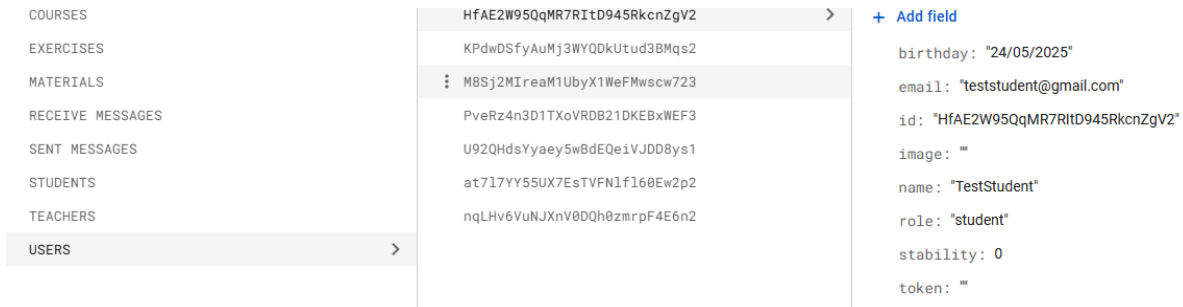 COURSES
EXERCISES
MATERIALS
RECEIVE MESSAGES
SENT MESSAGES
STUDENTS
TEACHERS
USERS
HfAE2W95QqMR7RItD945RkcnZgV2
KPdwDSfyAuMj3WYQDkUtud3BMqs2
M8Sj2MIreaM1UbyX1WeFMwscw723
PveRz4n3D1TXoVRDB21DKEBxWEF3
U92QHdsYyaey5wBdEQeiVJDD8ys1
at7l7YY55UX7EsTVFNlfl60Ew2p2
nqLHv6VuNJXnV0DQh0zmrpF4E6n2
+ Add field
birthday: "24/05/2025"
email: "teststudent@gmail.com"
id: "HfAE2W95QqMR7RItD945RkcnZgV2"
image: ""
name: "TestStudent"
role: "student"
stability: 0
token: ""